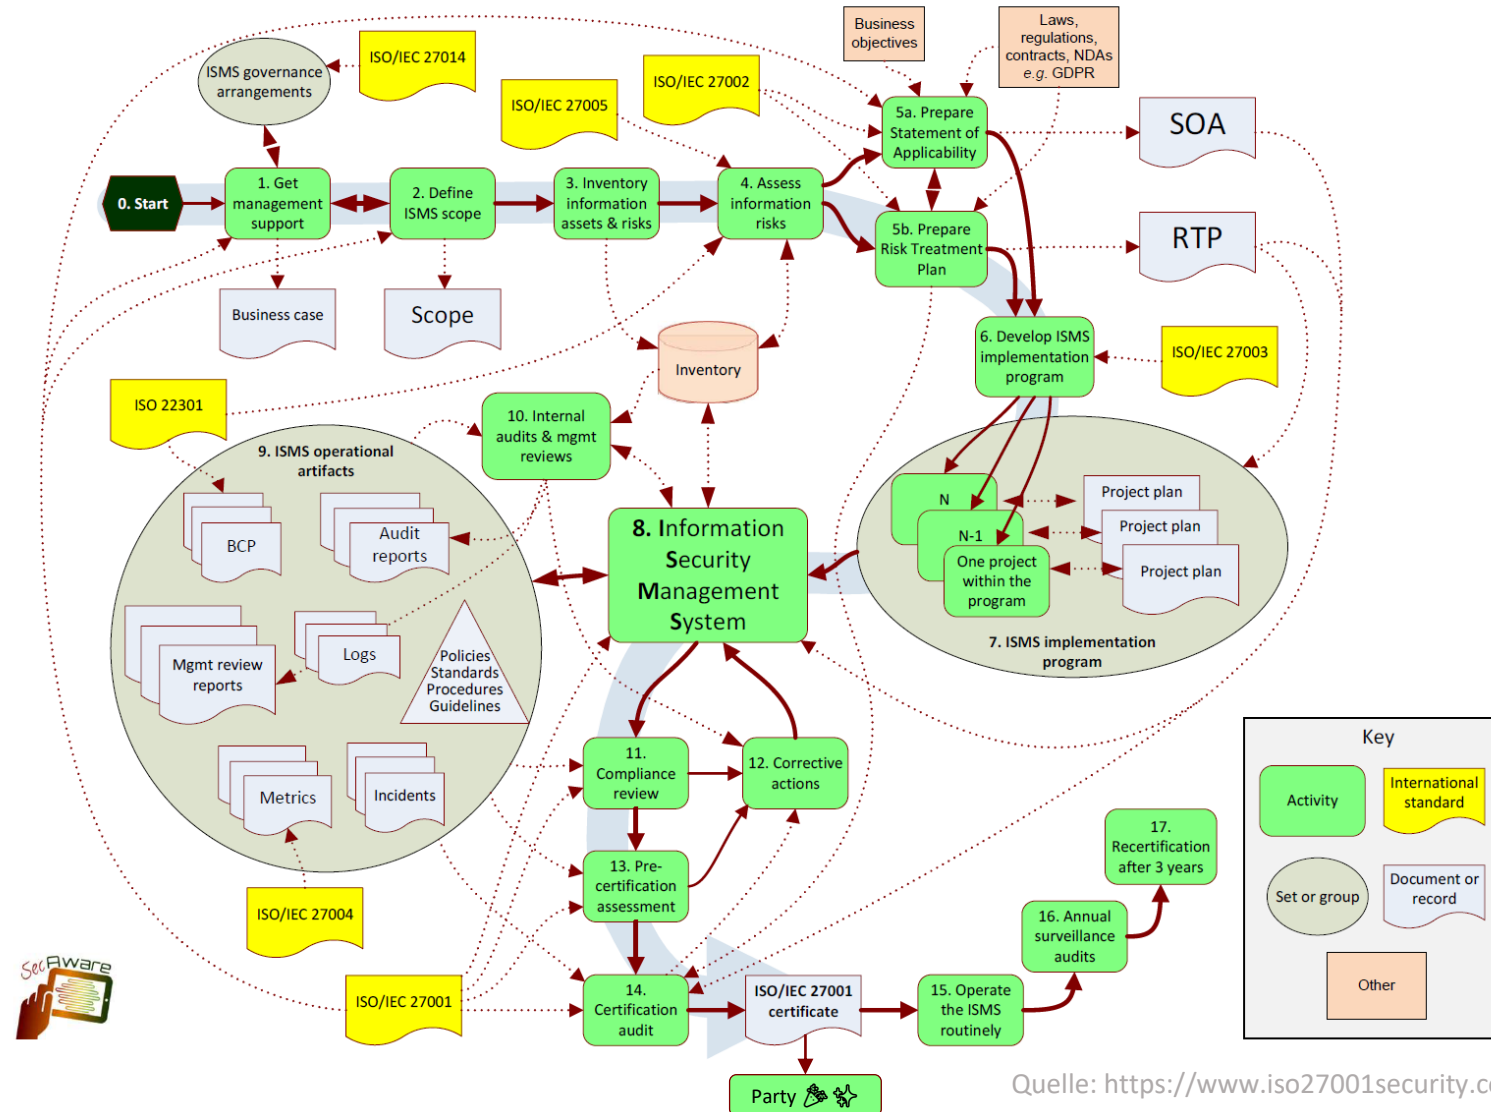 Business
objectives
Laws,
regulations,
contracts, NDAs
e.g. GDPR
ISO/IEC 27014
ISMS governance
arrangements
ISO/IEC 27005
ISO/IEC 27002
5a. Prepare
Statement of
Applicability
SOA
0. Start
1. Get
management
support
2. Define
ISMS scope
3. Inventory
information
assets & risks
4. Assess
information
risks
5b. Prepare
Risk Treatment
Plan
RTP
Business case
Scope
Inventory
6. Develop ISMS
implementation
program
ISO/IEC 27003
ISO 22301
10. Internal
audits & mgmt
reviews
9. ISMS operational
artifacts
BCP
Audit
reports
Mgmt review
reports
Logs
Policies
Standards
Procedures
Guidelines
Metrics
Incidents
8. Information
Security
Management
System
N
N-1
One project
within the
program
Project plan
Project plan
Project plan
7. ISMS implementation
program
11.
Compliance
review
12. Corrective
actions
13. Pre-
certification
assessment
ISO/IEC 27004
ISO/IEC 27001
14.
Certification
audit
ISO/IEC 27001
certificate
15. Operate
the ISMS
routinely
16. Annual
surveillance
audits
17.
Recertification
after 3 years
Party
Key
Activity
International
standard
Set or group
Document or
record
Other
SecAware
Quelle: https://www.iso27001security.co